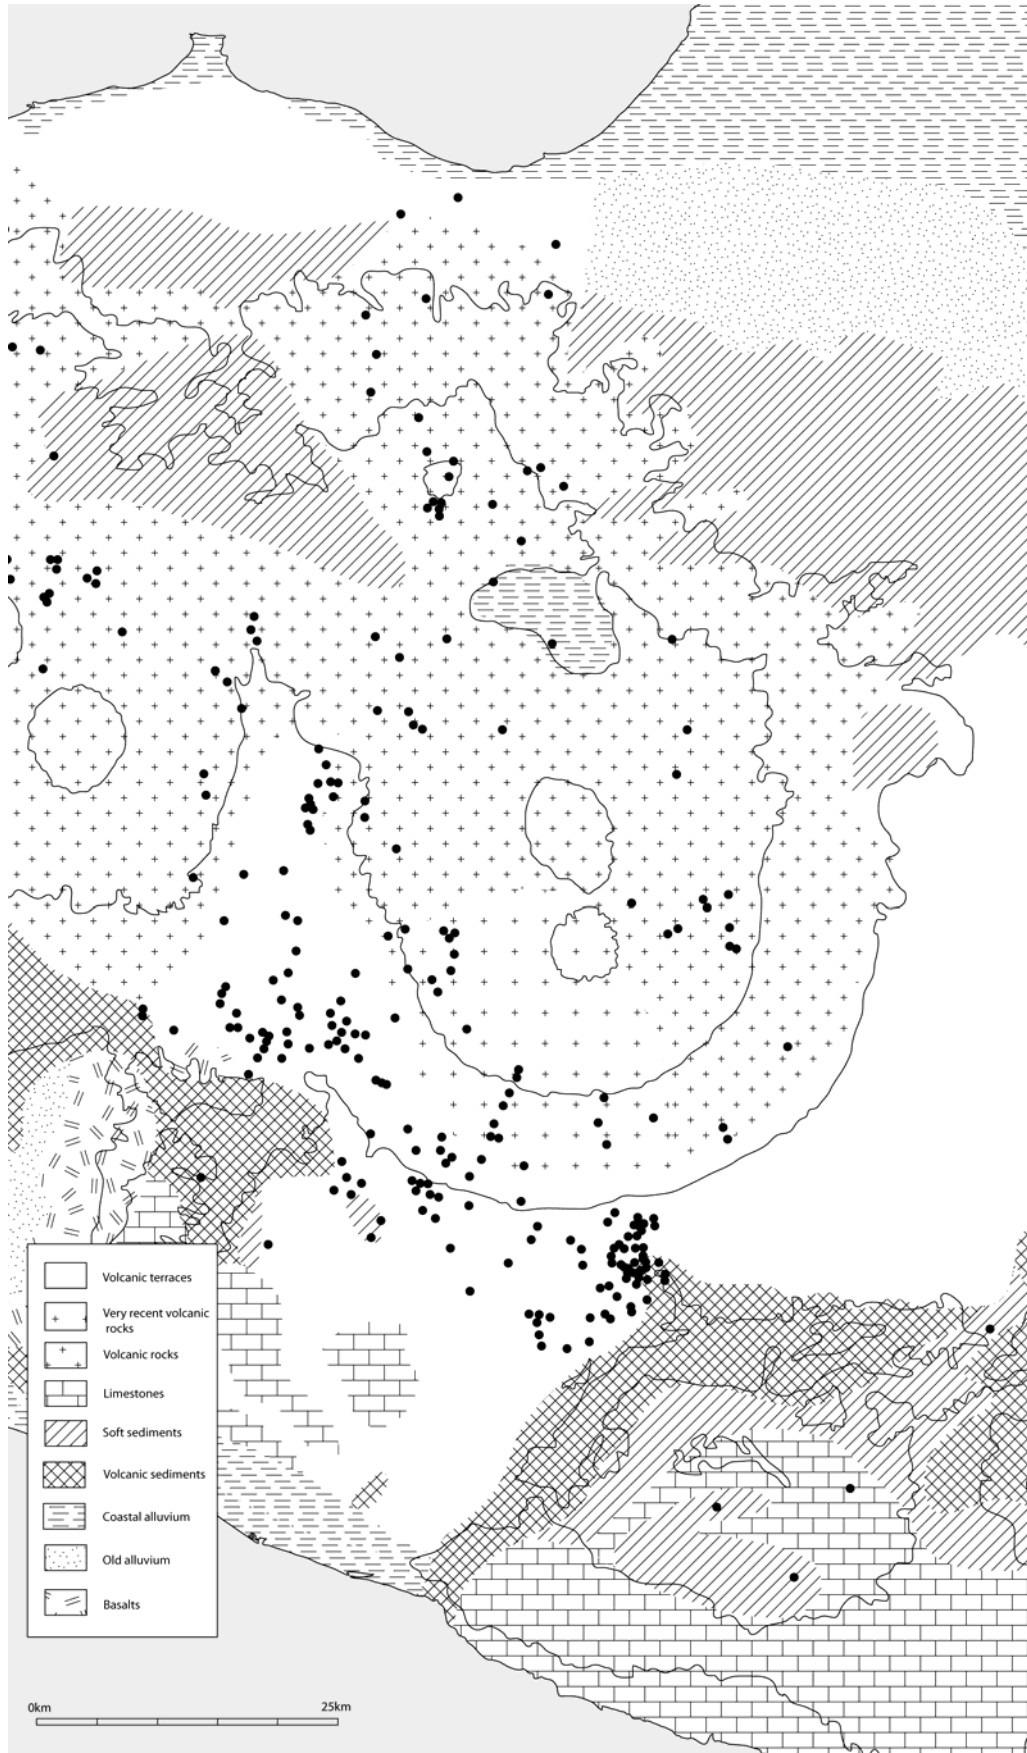 Volcanic terraces
Very recent volcanic
rocks
Volcanic rocks
Limestones
Soft sediments
Volcanic sediments
Coastal alluvium
Old alluvium
Basalts
0km 25km